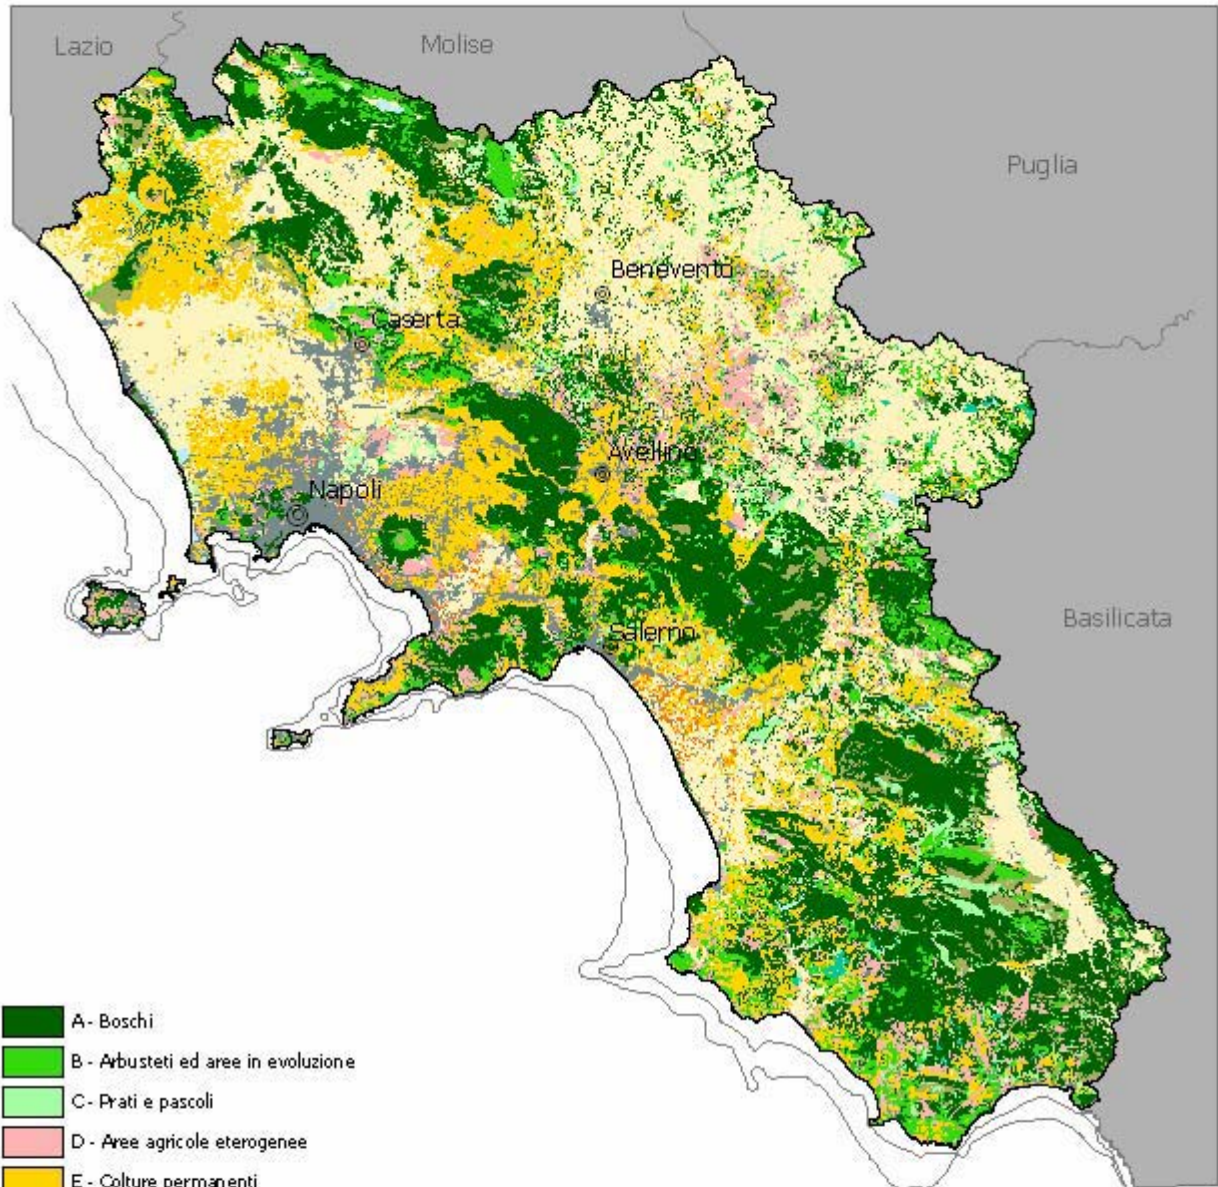 Lazio
Molise
Puglia
Benevento
Caserta
Avellino
Napoli
Salerno
Basilicata
A - Boschi
B - Arbusteti ed aree in evoluzione
C - Prati e pascoli
D - Aree agricole eterogenee
E - Colture permanenti